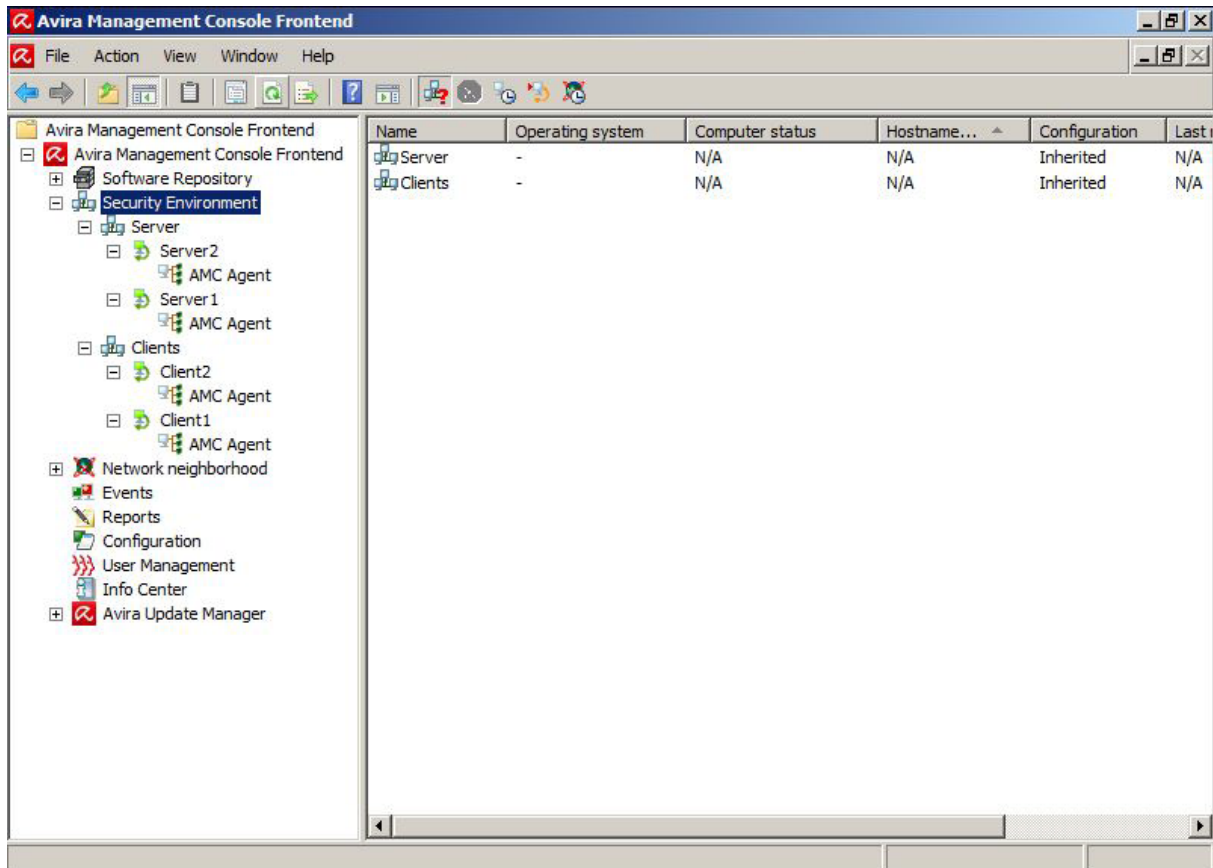 Avira Management Console Frontend
File Action View Window Help
Avira Management Console Frontend
Avira Management Console Frontend
Software Repository
Security Environment
Server
Server2
AMC Agent
Server1
AMC Agent
Clients
Client2
AMC Agent
Client1
AMC Agent
Network neighborhood
Events
Reports
Configuration
User Management
Info Center
Avira Update Manager
Name Operating system Computer status Hostname... Configuration Last
Server - N/A N/A Inherited N/A
Clients - N/A N/A Inherited N/A